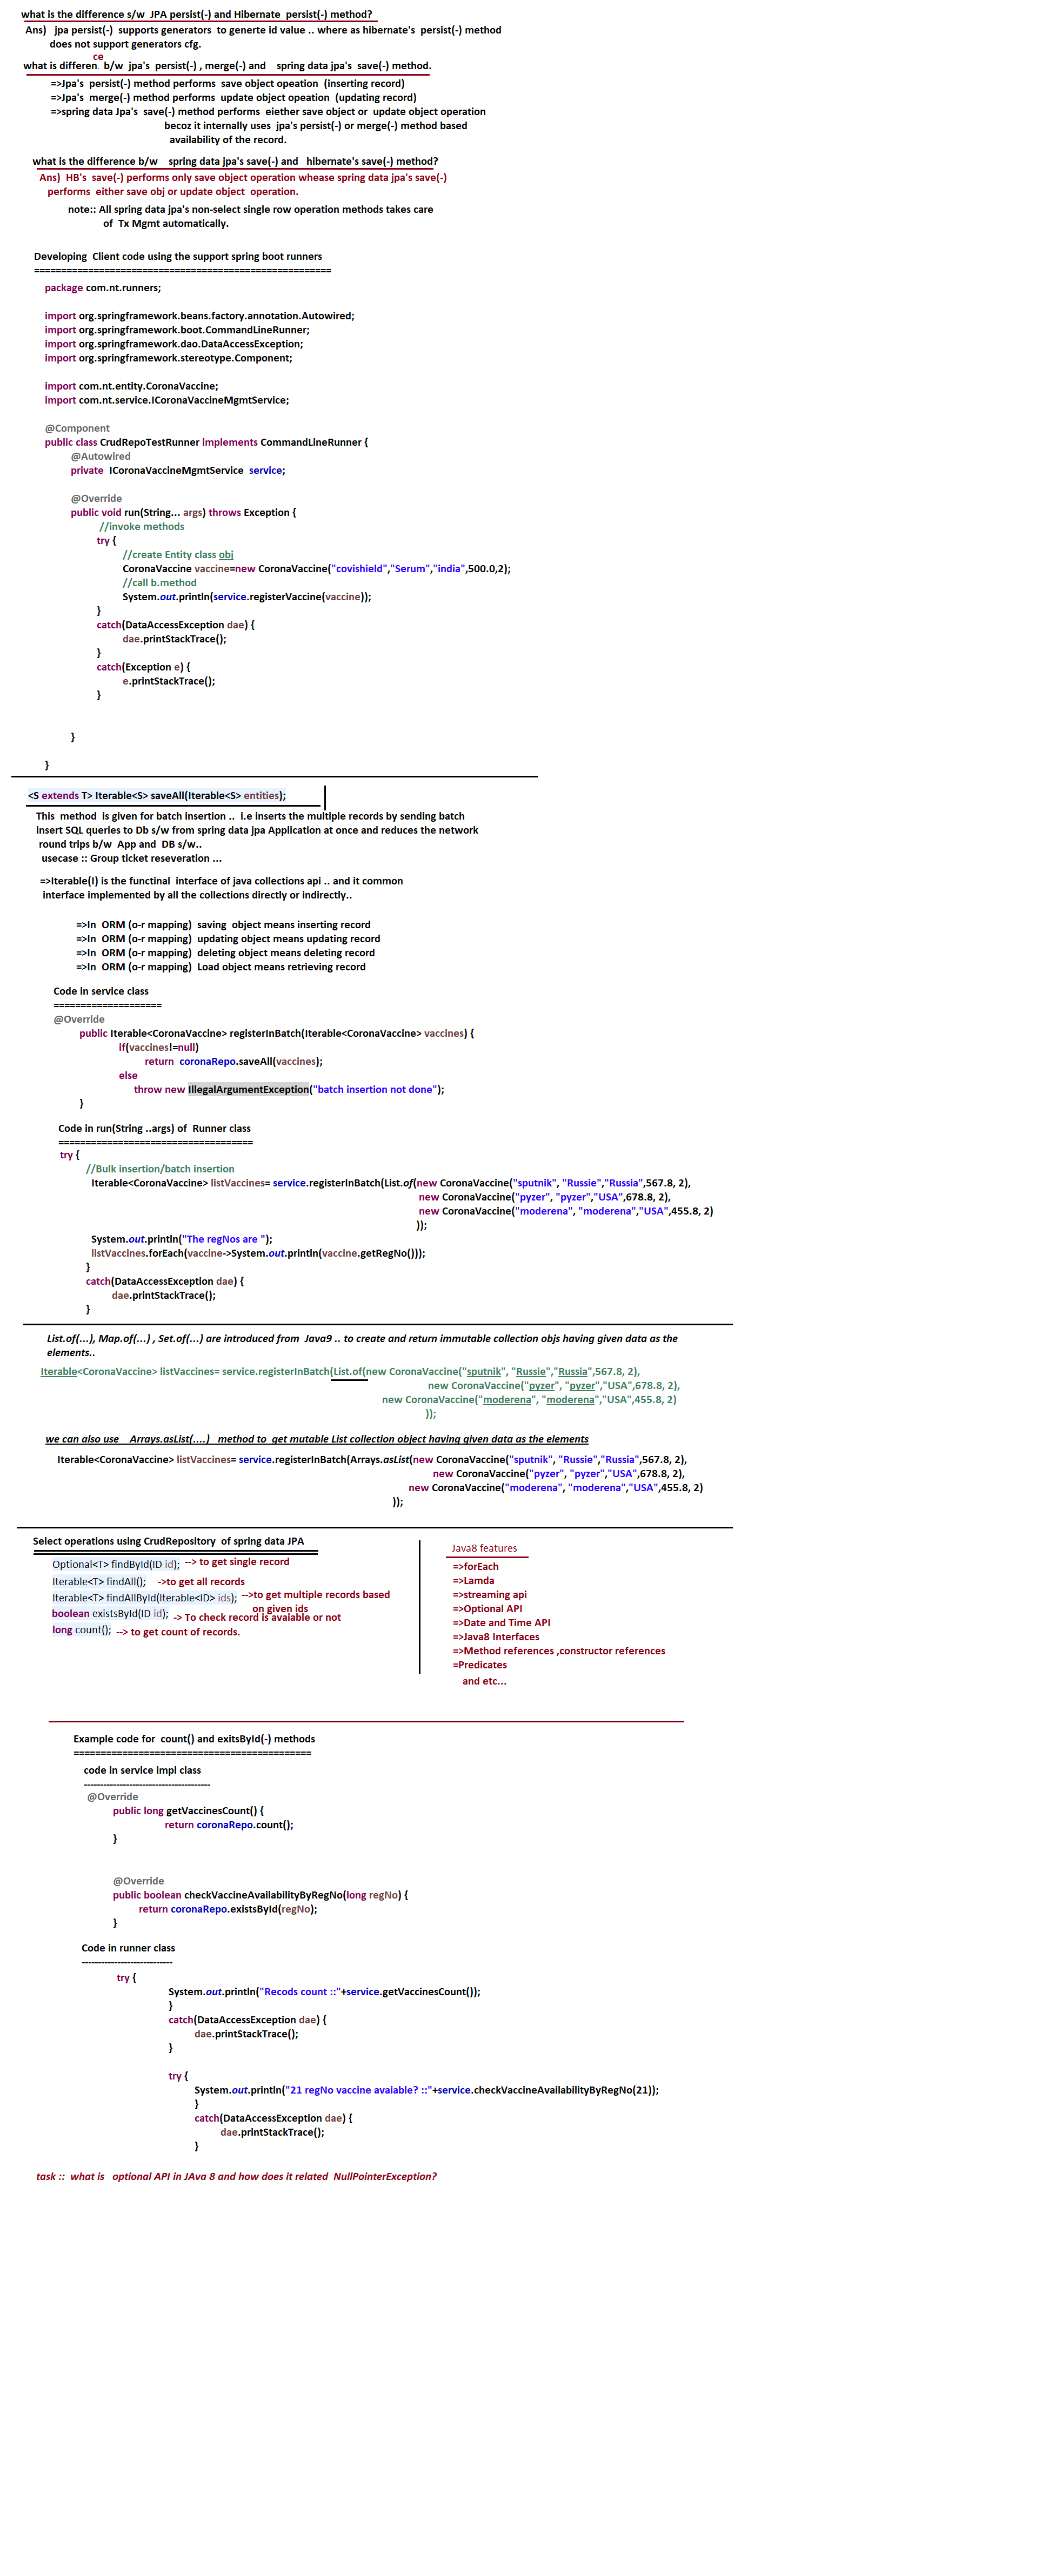 what is the difference s/w  JPA persist(-) and Hibernate  persist(-) method?
Ans)   jpa persist(-)  supports generators  to generte id value .. where as hibernate's  persist(-) method
does not support generators cfg.
ce
what is differen  b/w  jpa's  persist(-) , merge(-) and    spring data jpa's  save(-) method.
=>Jpa's  persist(-) method performs  save object opeation  (inserting record)
=>Jpa's  merge(-) method performs  update object opeation  (updating record)
=>spring data Jpa's  save(-) method performs  eiether save object or  update object operation
becoz it internally uses  jpa's persist(-) or merge(-) method based
availability of the record.
what is the difference b/w    spring data jpa's save(-) and   hibernate's save(-) method?
Ans)  HB's  save(-) performs only save object operation whease spring data jpa's save(-)
performs  either save obj or update object  operation.
note:: All spring data jpa's non-select single row operation methods takes care
of  Tx Mgmt automatically.
Developing  Client code using the support spring boot runners
=======================================================
package com.nt.runners;
import org.springframework.beans.factory.annotation.Autowired;
import org.springframework.boot.CommandLineRunner;
import org.springframework.dao.DataAccessException;
import org.springframework.stereotype.Component;
import com.nt.entity.CoronaVaccine;
import com.nt.service.ICoronaVaccineMgmtService;
@Component
public class CrudRepoTestRunner implements CommandLineRunner {
@Autowired
private  ICoronaVaccineMgmtService  service;
@Override
public void run(String... args) throws Exception {
//invoke methods
try {
//create Entity class obj
CoronaVaccine vaccine=new CoronaVaccine("covishield","Serum","india",500.0,2);
//call b.method
System.out.println(service.registerVaccine(vaccine));
}
catch(DataAccessException dae) {
dae.printStackTrace();
}
catch(Exception e) {
e.printStackTrace();
}
}
}
<S extends T> Iterable<S> saveAll(Iterable<S> entities);
This  method  is given for batch insertion ..  i.e inserts the multiple records by sending batch
insert SQL queries to Db s/w from spring data jpa Application at once and reduces the network
round trips b/w  App and  DB s/w..
usecase :: Group ticket reseveration ...
=>Iterable(I) is the functinal  interface of java collections api .. and it common
interface implemented by all the collections directly or indirectly..
=>In  ORM (o-r mapping)  saving  object means inserting record
=>In  ORM (o-r mapping)  updating object means updating record
=>In  ORM (o-r mapping)  deleting object means deleting record
=>In  ORM (o-r mapping)  Load object means retrieving record
Code in service class
====================
@Override
public Iterable<CoronaVaccine> registerInBatch(Iterable<CoronaVaccine> vaccines) {
if(vaccines!=null)
return  coronaRepo.saveAll(vaccines);
else
throw new IllegalArgumentException("batch insertion not done");
}
Code in run(String ..args) of  Runner class
====================================
try {
//Bulk insertion/batch insertion
Iterable<CoronaVaccine> listVaccines= service.registerInBatch(List.of(new CoronaVaccine("sputnik", "Russie","Russia",567.8, 2),
new CoronaVaccine("pyzer", "pyzer","USA",678.8, 2),
new CoronaVaccine("moderena", "moderena","USA",455.8, 2)
));
System.out.println("The regNos are ");
listVaccines.forEach(vaccine->System.out.println(vaccine.getRegNo()));
}
catch(DataAccessException dae) {
dae.printStackTrace();
}
List.of(...), Map.of(...) , Set.of(...) are introduced from  Java9 .. to create and return immutable collection objs having given data as the
elements..
Iterable<CoronaVaccine> listVaccines= service.registerInBatch(List.of(new CoronaVaccine("sputnik", "Russie","Russia",567.8, 2),
new CoronaVaccine("pyzer", "pyzer","USA",678.8, 2),
new CoronaVaccine("moderena", "moderena","USA",455.8, 2)
));
we can also use    Arrays.asList(....)   method to  get mutable List collection object having given data as the elements
Iterable<CoronaVaccine> listVaccines= service.registerInBatch(Arrays.asList(new CoronaVaccine("sputnik", "Russie","Russia",567.8, 2),
new CoronaVaccine("pyzer", "pyzer","USA",678.8, 2),
new CoronaVaccine("moderena", "moderena","USA",455.8, 2)
));
Select operations using CrudRepository  of spring data JPA
Optional<T> findById(ID id);  --> to get single record
Iterable<T> findAll();    ->to get all records
Iterable<T> findAllById(Iterable<ID> ids);  -->to get multiple records based
on given ids
boolean existsById(ID id);  -> To check record is avaiable or not
long count();  --> to get count of records.
Java8 features
=>forEach
=>Lamda
=>streaming api
=>Optional API
=>Date and Time API
=>Java8 Interfaces
=>Method references ,constructor references
=Predicates
and etc...
Example code for  count() and exitsById(-) methods
============================================
code in service impl class
---------------------------------------
@Override
public long getVaccinesCount() {
return coronaRepo.count();
}
@Override
public boolean checkVaccineAvailabilityByRegNo(long regNo) {
return coronaRepo.existsById(regNo);
}
Code in runner class
----------------------------
try {
System.out.println("Recods count ::"+service.getVaccinesCount());
}
catch(DataAccessException dae) {
dae.printStackTrace();
}
try {
System.out.println("21 regNo vaccine avaiable? ::"+service.checkVaccineAvailabilityByRegNo(21));
}
catch(DataAccessException dae) {
dae.printStackTrace();
}
task ::  what is   optional API in JAva 8 and how does it related  NullPointerException?